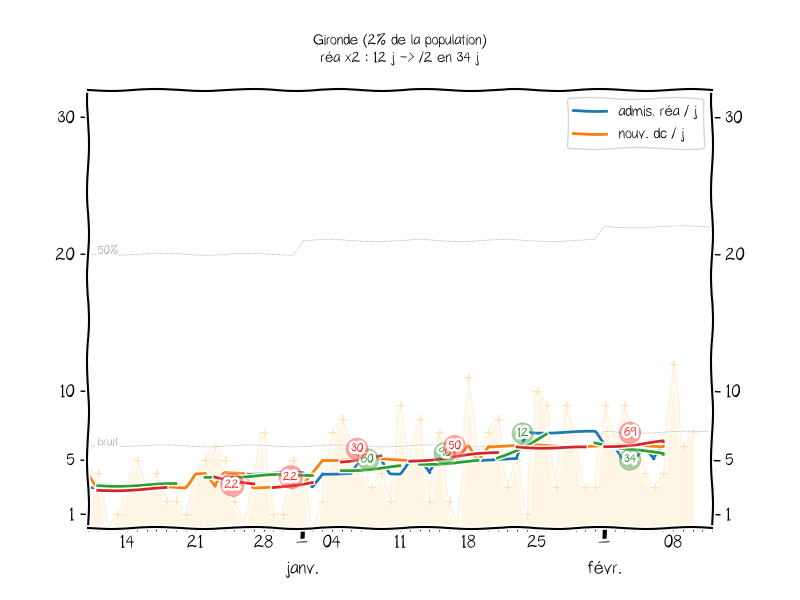 Gironde (2% de la population)
réa x2 : 12 j -> /2 en 34 j
admis. réa / j
nouv. dc / j
30 30
50%
20 20
10 10
bruit
12 69
30 50
60 34
5 5
22 22
1 1
14 21 28 04 11 18 25 08
janv. févr.